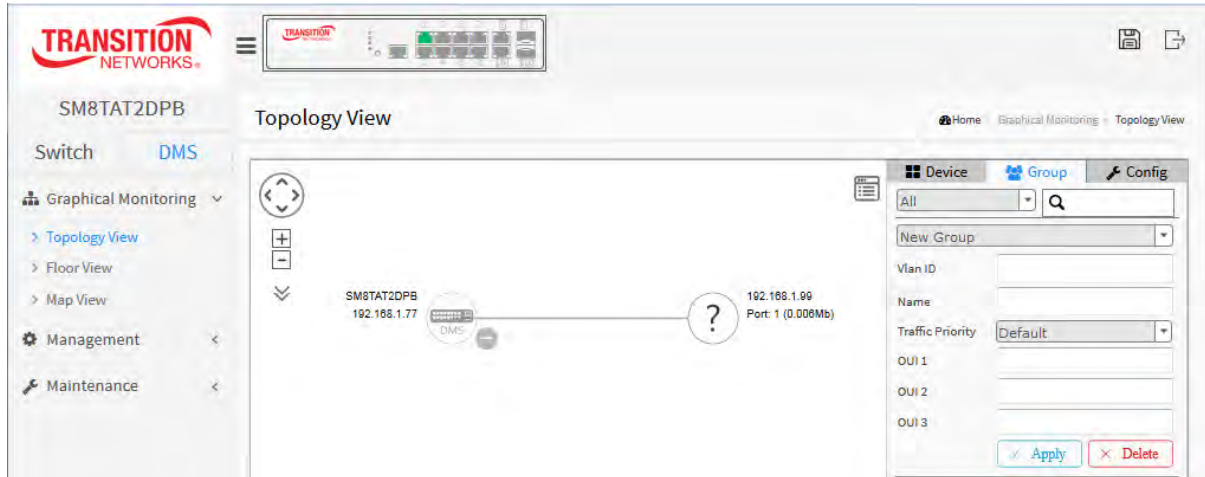 TRANSITION
NETWORKS®
TRANSITION
SM8TAT2DPB
Switch DMS
Graphical Monitoring
Topology View
Floor View
Map View
Management
Maintenance
Topology View
Home Graphical Monitoring Topology View
SM8TAT2DPB
192.168.1.77
DMS
?
192.168.1.99
Port: 1 (0.006Mb)
Device Group Config
All
New Group
Vlan ID
Name
Traffic Priority Default
OUI 1
OUI 2
OUI 3
Apply Delete